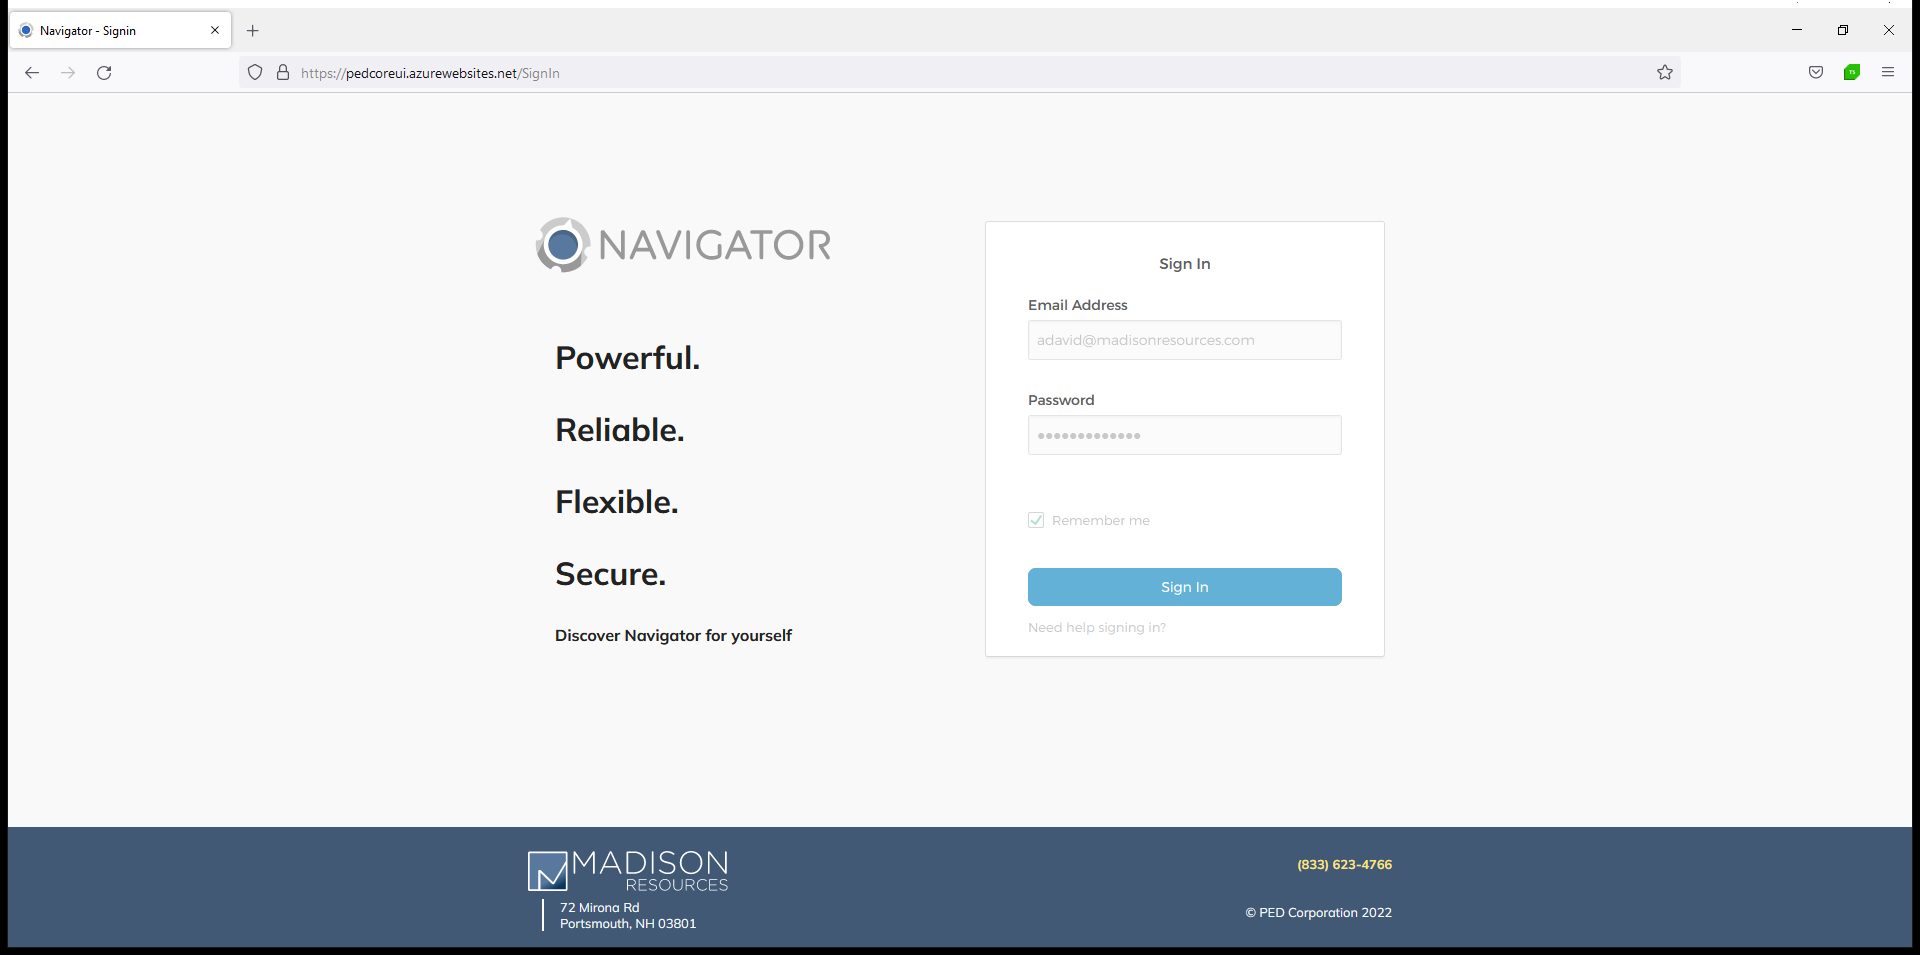 Navigator - Signin
https://pedcoreui.azurewebsites.net/SignIn
NAVIGATOR
Powerful.
Reliable.
Flexible.
Secure.
Discover Navigator for yourself
Sign In
Email Address
adavid@madisonresources.com
Password
•••••••••••••
Remember me
Sign In
Need help signing in?
MADISON
RESOURCES
72 Mirona Rd
Portsmouth, NH 03801
(833) 623-4766
© PED Corporation 2022